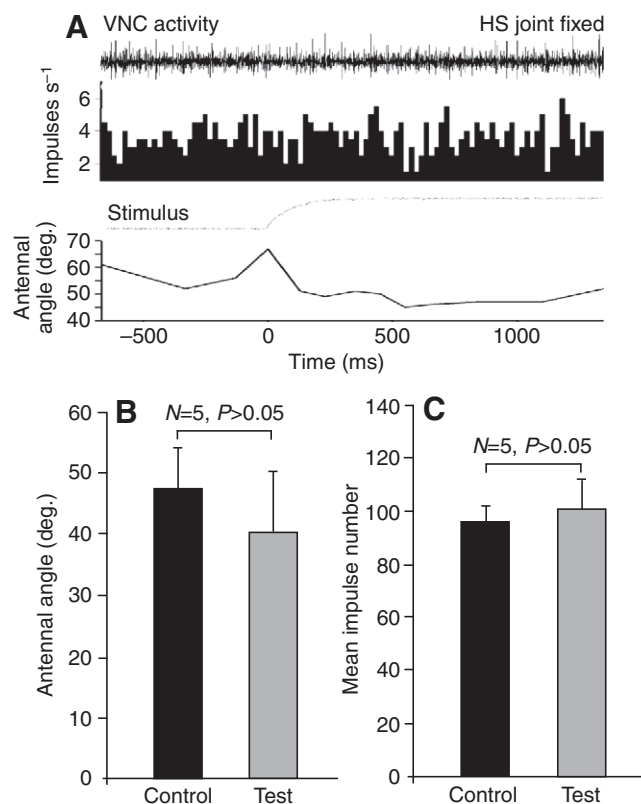 A
VNC activity
HS joint fixed
Impulses s⁻¹
6
4
2
Stimulus
Antennal
angle (deg.)
70
60
50
40
–500
0
500
1000
Time (ms)
B
N=5, P>0.05
Antennal angle (deg.)
60
50
40
30
20
10
0
Control
Test
C
N=5, P>0.05
Mean impulse number
140
120
100
80
60
40
20
0
Control
Test